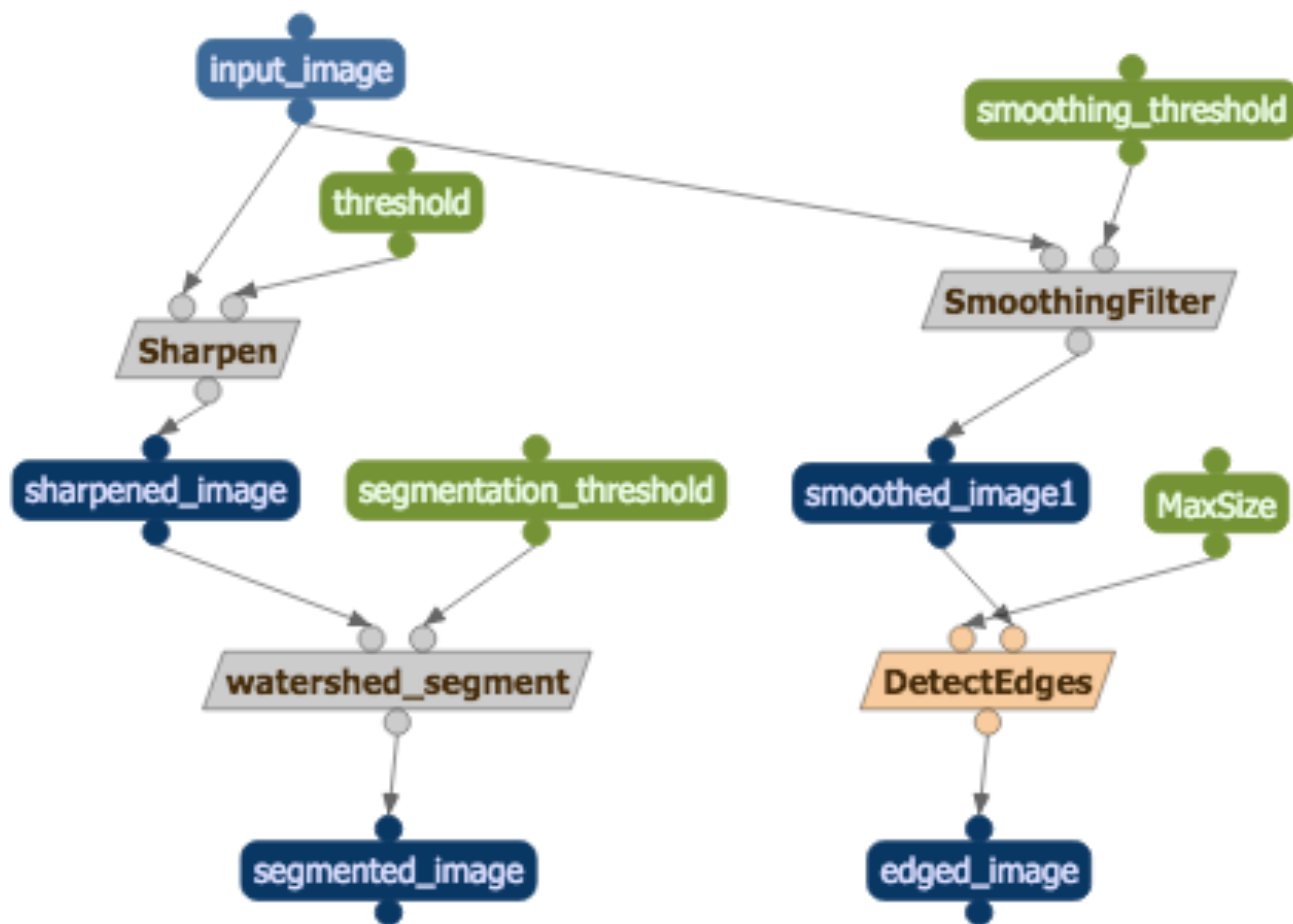 input_image
smoothing_threshold
threshold
SmoothingFilter
Sharpen
sharpened_image
segmentation_threshold
smoothed_image1
MaxSize
watershed_segment
DetectEdges
segmented_image
edged_image